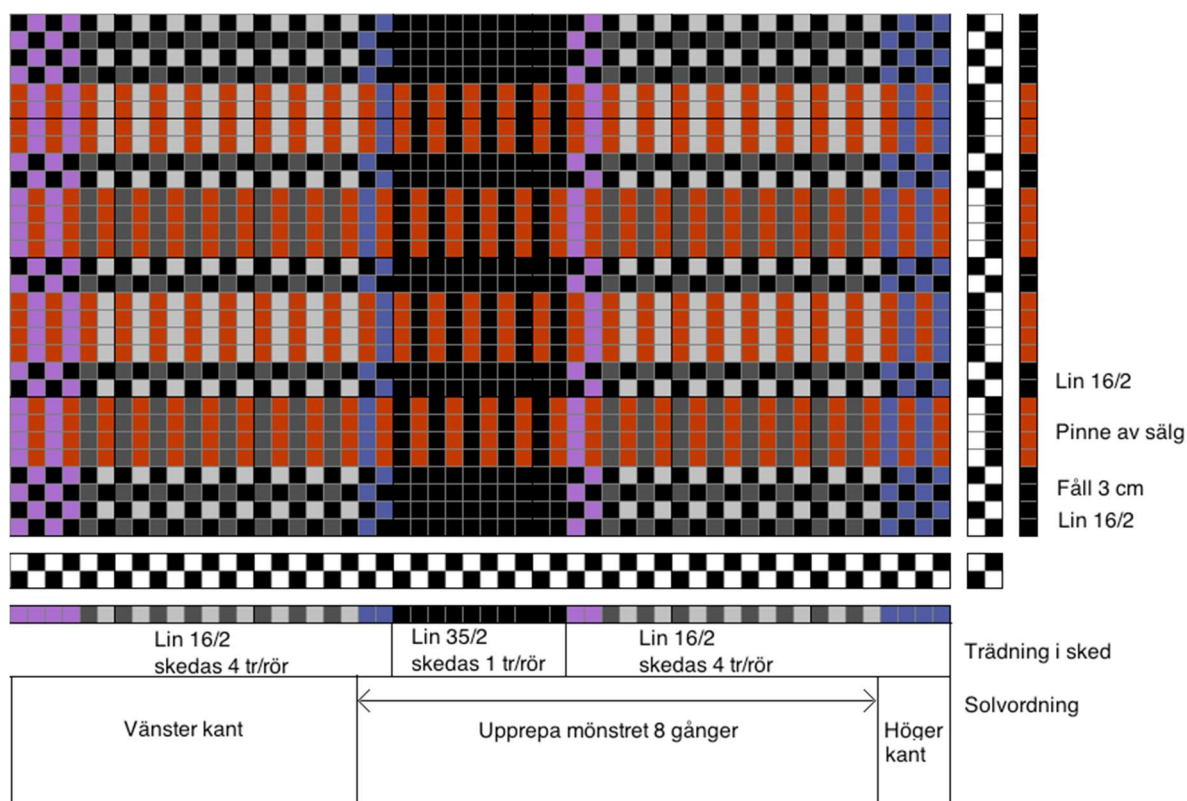 Lin 16/2
Pinne av sälg
Fåll 3 cm
Lin 16/2
Lin 16/2
skedas 4 tr/rör
Lin 35/2
skedas 1 tr/rör
Lin 16/2
skedas 4 tr/rör
Trädning i sked
Solvordning
Vänster kant
Upprepa mönstret 8 gånger
Höger
kant